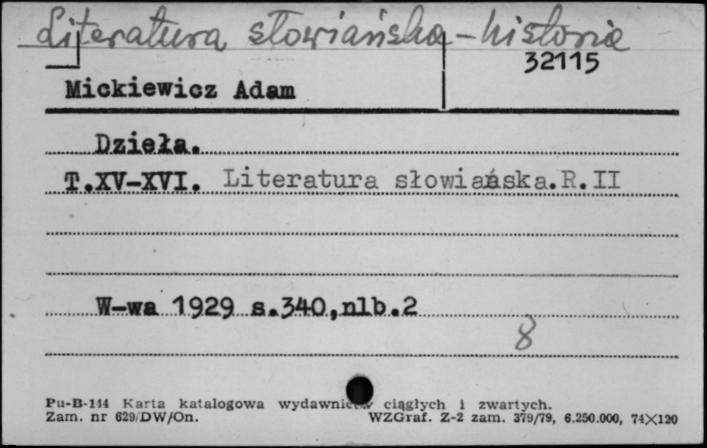 Literatura słowiańska - historia
32115
Mickiewicz Adam
Dzieła.
T.XV-XVI. Literatura słowiańska.R.II
W-wa 1929 s.340,nlb.2
8
Pu-B-144 Karta katalogowa wydawnictw ciągłych i zwartych.
Zam. nr 629/DW/On. WZGraf. Z-2 zam. 379/79, 6.250.000, 74×120